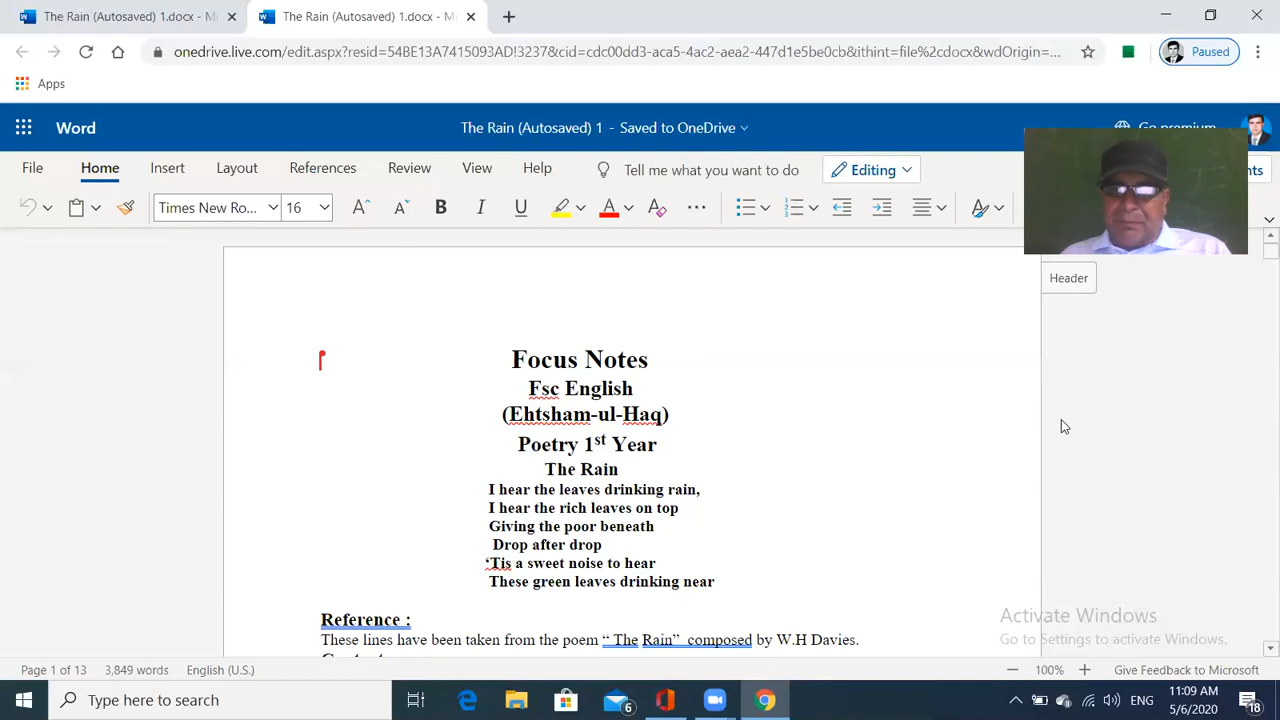 The Rain (Autosaved) 1.docx - Mi
The Rain (Autosaved) 1.docx - Mi
onedrive.live.com/edit.aspx?resid=54BE13A7415093AD!3237&cid=cdc00dd3-aca5-4ac2-aea2-447d1e5be0cb&ithint=file%2cdocx&wdOrigin=...
Paused
Apps
Word
The Rain (Autosaved) 1 - Saved to OneDrive
Go premium
File Home Insert Layout References Review View Help Tell me what you want to do Editing
Times New Ro... 16 A A B I U A A
Header
Focus Notes
Fsc English
(Ehtsham-ul-Haq)
Poetry 1st Year
The Rain
I hear the leaves drinking rain,
I hear the rich leaves on top
Giving the poor beneath
Drop after drop
‘Tis a sweet noise to hear
These green leaves drinking near
Reference :
These lines have been taken from the poem “ The Rain” composed by W.H Davies.
Activate Windows
Go to Settings to activate Windows.
Page 1 of 13 3,849 words English (U.S.) 100% Give Feedback to Microsoft
Type here to search
6
ENG
11:09 AM
5/6/2020
18